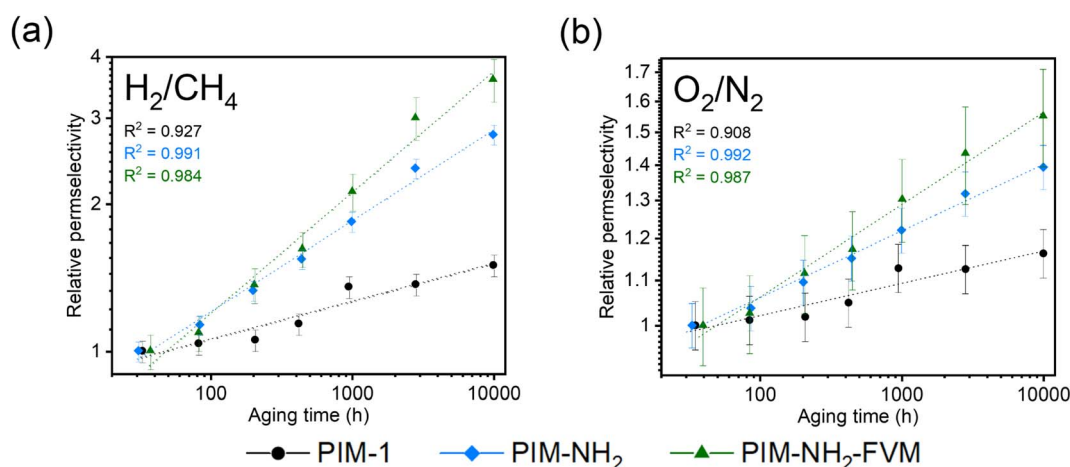 (a)
H₂/CH₄
R² = 0.927
R² = 0.991
R² = 0.984
Relative permselectivity
4
3
2
1
100
1000
10000
Aging time (h)
(b)
O₂/N₂
R² = 0.908
R² = 0.992
R² = 0.987
Relative permselectivity
1.7
1.6
1.5
1.4
1.3
1.2
1.1
1
100
1000
10000
Aging time (h)
PIM-1 PIM-NH₂ PIM-NH₂-FVM